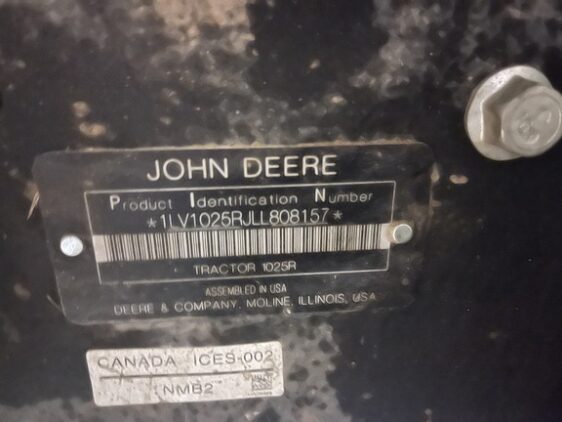 JOHN DEERE
Product Identification Number
*1LV1025RJLL808157*
TRACTOR 1025R
ASSEMBLED IN USA
DEERE & COMPANY, MOLINE, ILLINOIS, USA
CANADA ICES-002
NMB2